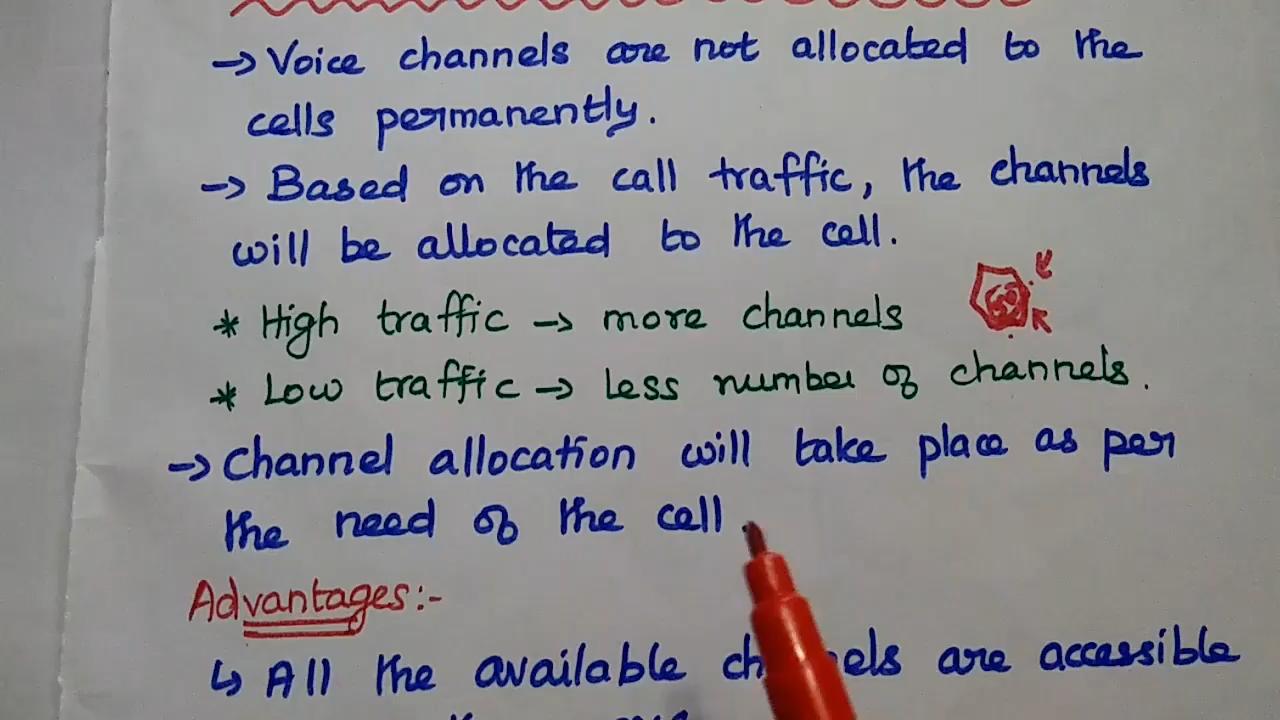 → Voice channels are not allocated to the
cells permanently.
→ Based on the call traffic, the channels
will be allocated to the cell.
* High traffic → more channels
* Low traffic → Less number of channels.
→ Channel allocation will take place as per
the need of the cell.
Advantages:-
↳ All the available channels are accessible